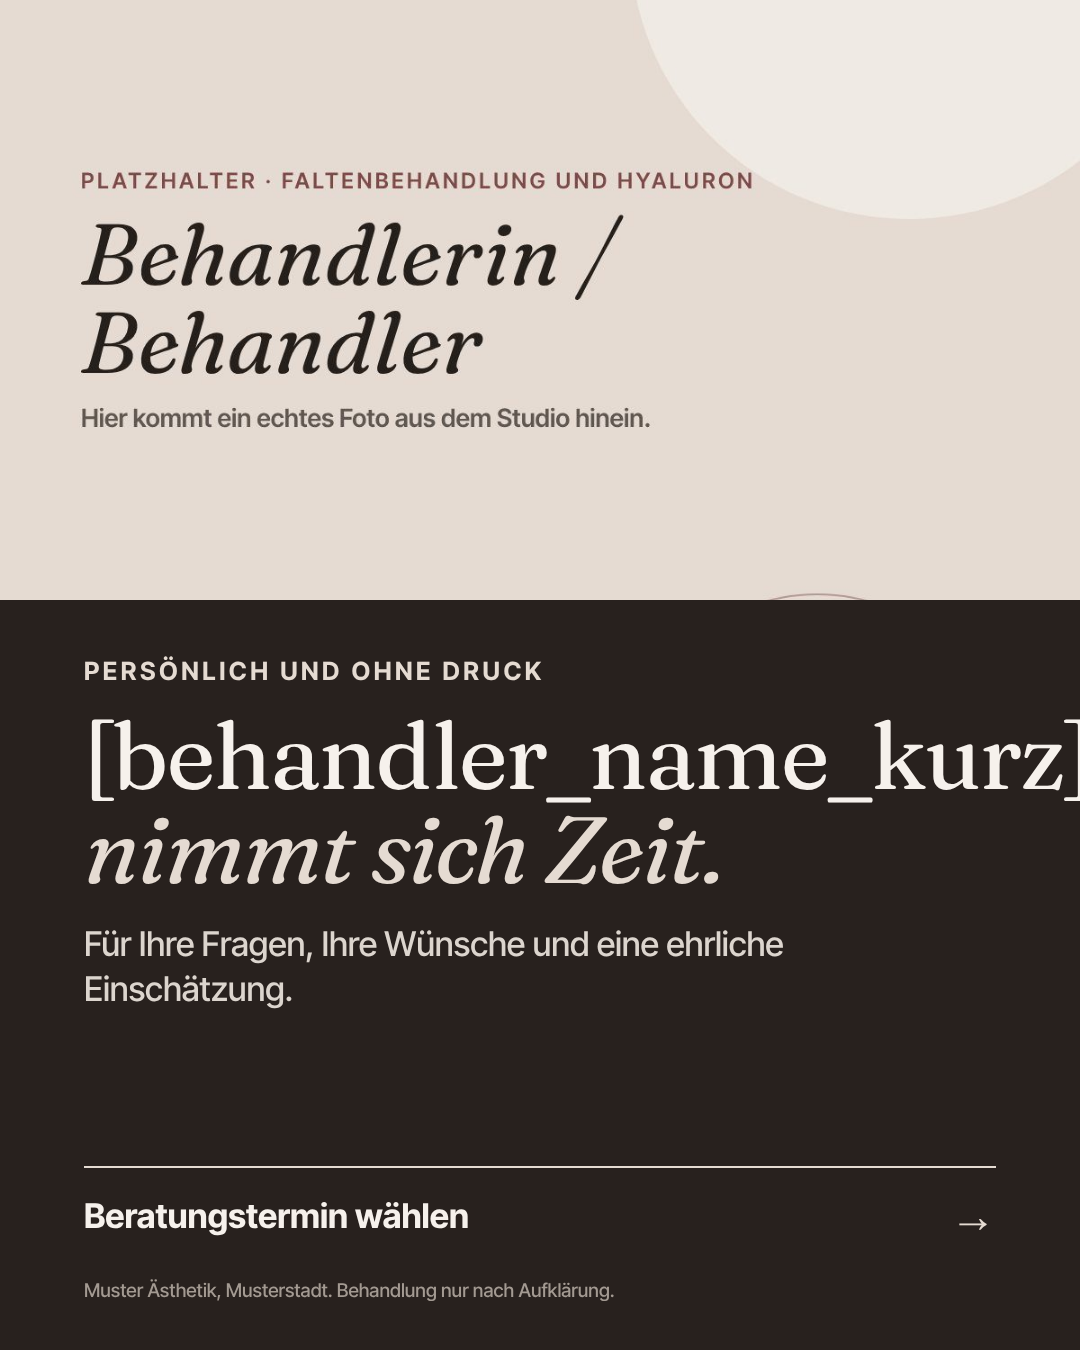 PLATZHALTER · FALTENBEHANDLUNG UND HYALURON
Behandlerin /
Behandler
Hier kommt ein echtes Foto aus dem Studio hinein.
PERSÖNLICH UND OHNE DRUCK
[behandler_name_kurz]
nimmt sich Zeit.
Für Ihre Fragen, Ihre Wünsche und eine ehrliche
Einschätzung.
Beratungstermin wählen →
Muster Ästhetik, Musterstadt. Behandlung nur nach Aufklärung.